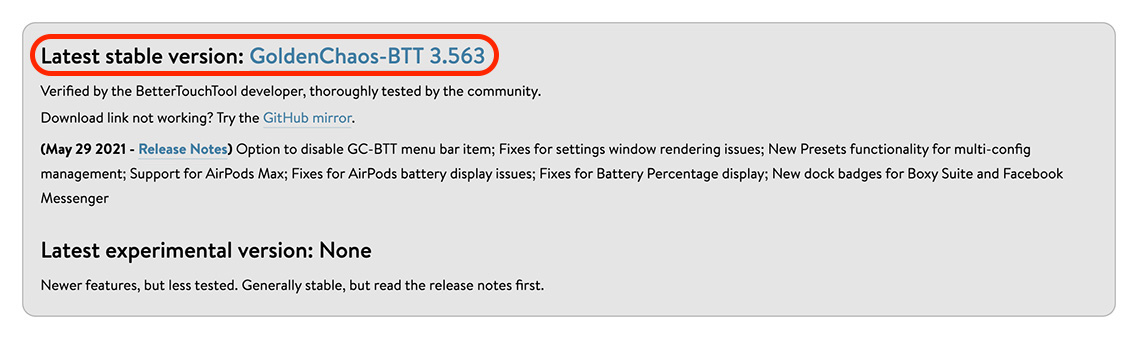 Latest stable version: GoldenChaos-BTT 3.563
Verified by the BetterTouchTool developer, thoroughly tested by the community.
Download link not working? Try the GitHub mirror.
(May 29 2021 - Release Notes) Option to disable GC-BTT menu bar item; Fixes for settings window rendering issues; New Presets functionality for multi-config
management; Support for AirPods Max; Fixes for AirPods battery display issues; Fixes for Battery Percentage display; New dock badges for Boxy Suite and Facebook
Messenger
Latest experimental version: None
Newer features, but less tested. Generally stable, but read the release notes first.